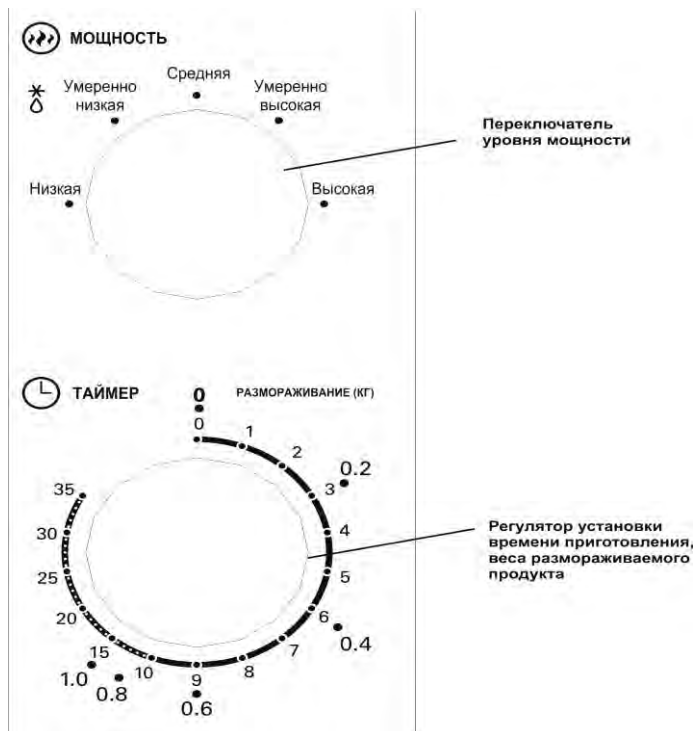 МОЩНОСТЬ
Средняя
Умеренно
низкая
Умеренно
высокая
Переключатель
уровня мощности
Низкая
Высокая
ТАЙМЕР
0
РАЗМОРАЖИВАНИЕ (КГ)
0
1
2
0.2
3
35
4
30
Регулятор установки
времени приготовления,
веса размораживаемого
продукта
5
25
6
20
0.4
7
15
10
9
8
1.0
0.8
0.6